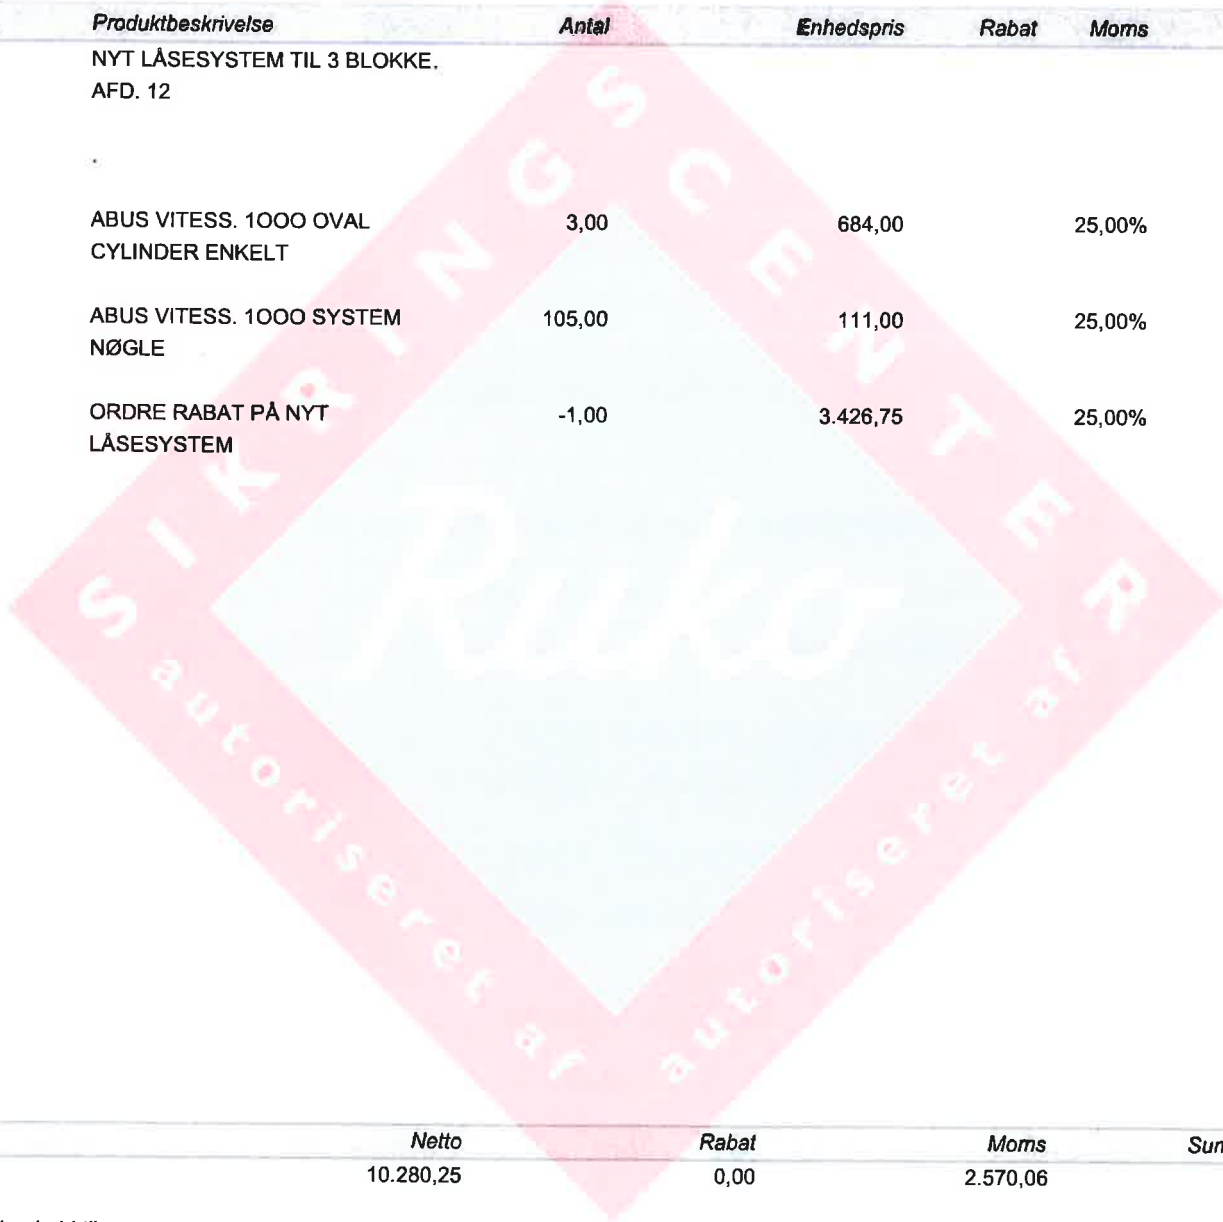 Produktbeskrivelse Antal Enhedspris Rabat Moms
NYT LÅSESYSTEM TIL 3 BLOKKE.
AFD. 12
.
ABUS VITESS. 1OOO OVAL 3,00 684,00 25,00%
CYLINDER ENKELT
ABUS VITESS. 1OOO SYSTEM 105,00 111,00 25,00%
NØGLE
ORDRE RABAT PÅ NYT -1,00 3.426,75 25,00%
LÅSESYSTEM
SIKRINGSCENTER
Ruko
autoriseret af autoriseret af
Netto Rabat Moms
10.280,25 0,00 2.570,06